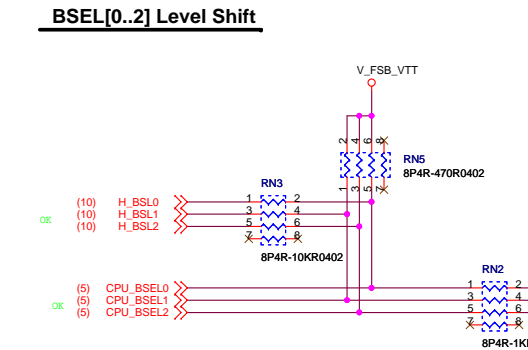 BSEL[0..2] Level Shift
V_FSB_VTT
2 4 6 8
RN5
8P4R-470R0402
1 3 5 7
RN3
(10) H_BSL0 1 2
(10) H_BSL1 3 4
OK
(10) H_BSL2 5 6
7 8
8P4R-10KR0402
RN2
(5) CPU_BSEL0 1 2
(5) CPU_BSEL1 3 4
OK
(5) CPU_BSEL2 5 6
7 8
8P4R-1K